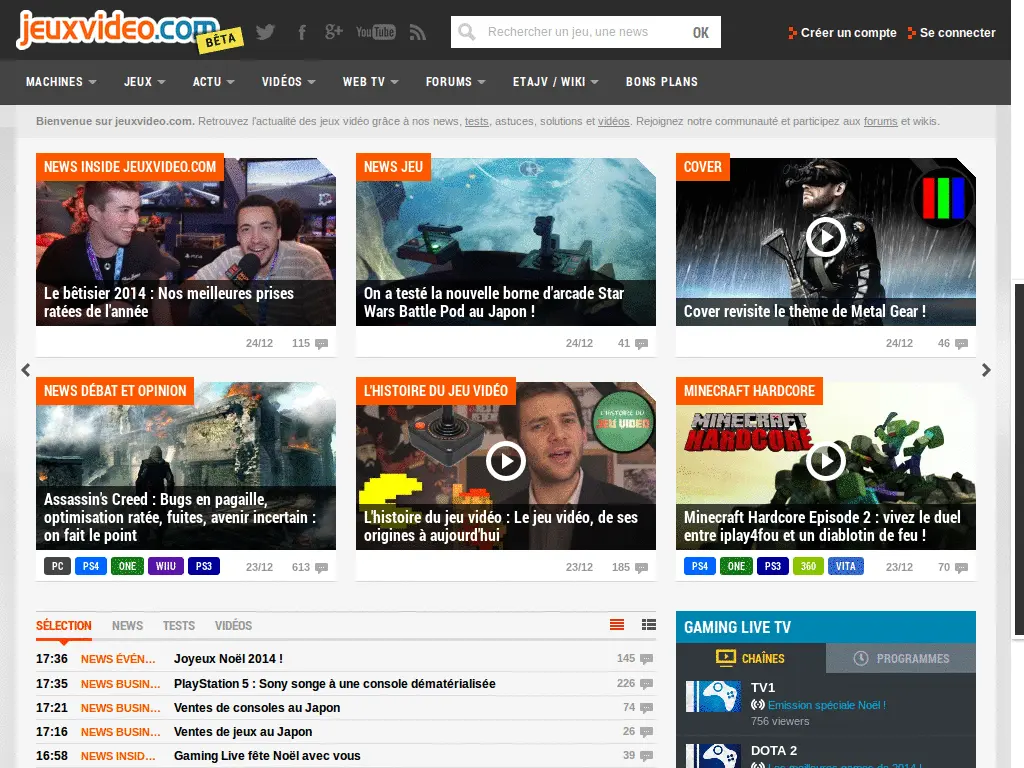 jeuxvideo.com
BÊTA
YouTube
Rechercher un jeu, une news
OK
Créer un compte
Se connecter
MACHINES
JEUX
ACTU
VIDÉOS
WEB TV
FORUMS
ETAJV / WIKI
BONS PLANS
Bienvenue sur jeuxvideo.com. Retrouvez l'actualité des jeux vidéo grâce à nos news, tests, astuces, solutions et vidéos. Rejoignez notre communauté et participez aux forums et wikis.
NEWS INSIDE JEUXVIDEO.COM
Le bêtisier 2014 : Nos meilleures prises
ratées de l'année
24/12 115
NEWS JEU
On a testé la nouvelle borne d'arcade Star
Wars Battle Pod au Japon !
24/12 41
COVER
Cover revisite le thème de Metal Gear !
24/12 46
NEWS DÉBAT ET OPINION
Assassin's Creed : Bugs en pagaille,
optimisation ratée, fuites, avenir incertain :
on fait le point
PC PS4 ONE WIIU PS3 23/12 613
L'HISTOIRE DU JEU VIDÉO
L'HISTOIRE DU
JEU VIDEO
L'histoire du jeu vidéo : Le jeu vidéo, de ses
origines à aujourd'hui
23/12 185
MINECRAFT HARDCORE
MINECRAFT
HARDCORE
Minecraft Hardcore Episode 2 : vivez le duel
entre iplay4fou et un diablotin de feu !
PS4 ONE PS3 360 VITA 23/12 70
SÉLECTION NEWS TESTS VIDÉOS
17:36 NEWS ÉVÉN... Joyeux Noël 2014 ! 145
17:35 NEWS BUSIN... PlayStation 5 : Sony songe à une console dématérialisée 226
17:21 NEWS BUSIN... Ventes de consoles au Japon 74
17:16 NEWS BUSIN... Ventes de jeux au Japon 26
16:58 NEWS INSID... Gaming Live fête Noël avec vous 39
GAMING LIVE TV
CHAÎNES PROGRAMMES
TV1
Emission spéciale Noël !
756 viewers
DOTA 2
Les meilleures games de 2014 !